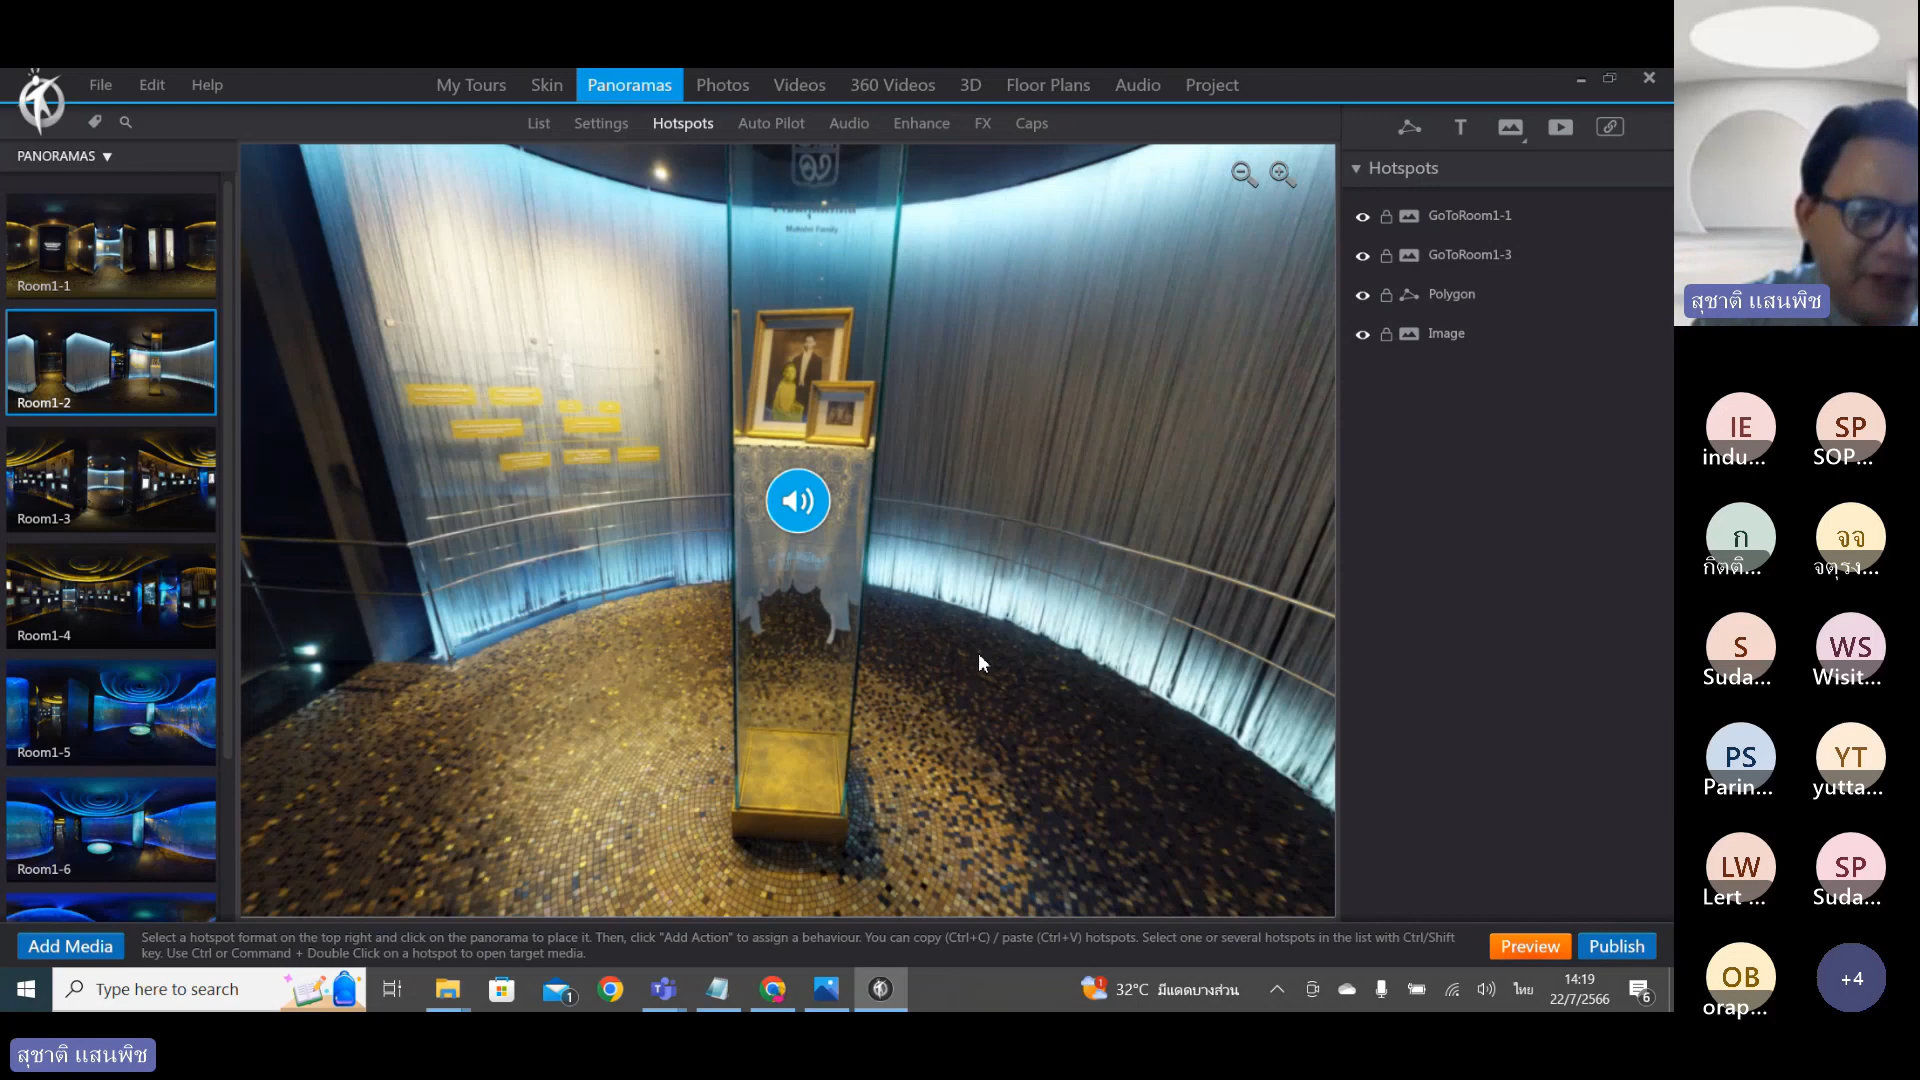 File Edit Help
My Tours Skin Panoramas Photos Videos 360 Videos 3D Floor Plans Audio Project
List Settings Hotspots Auto Pilot Audio Enhance FX Caps
T
PANORAMAS
Room1-1
Room1-2
Room1-3
Room1-4
Room1-5
Room1-6
Hotspots
GoToRoom1-1
GoToRoom1-3
Polygon
Image
Add Media
Select a hotspot format on the top right and click on the panorama to place it. Then, click "Add Action" to assign a behaviour. You can copy (Ctrl+C) / paste (Ctrl+V) hotspots. Select one or several hotspots in the list with Ctrl/Shift
key. Use Ctrl or Command + Double Click on a hotspot to open target media.
Preview Publish
Type here to search
1
1
32°C มีแดดบางส่วน
ไทย
14:19
22/7/2566
6
สุชาติ แสนพิช
IE
indu...
SP
SOP...
ก
กิตติ...
จจ
จตุรง...
S
Suda...
WS
Wisit...
PS
Parin...
YT
yutta...
LW
Lert ...
SP
Suda...
OB
orap...
+4
สุชาติ แสนพิช